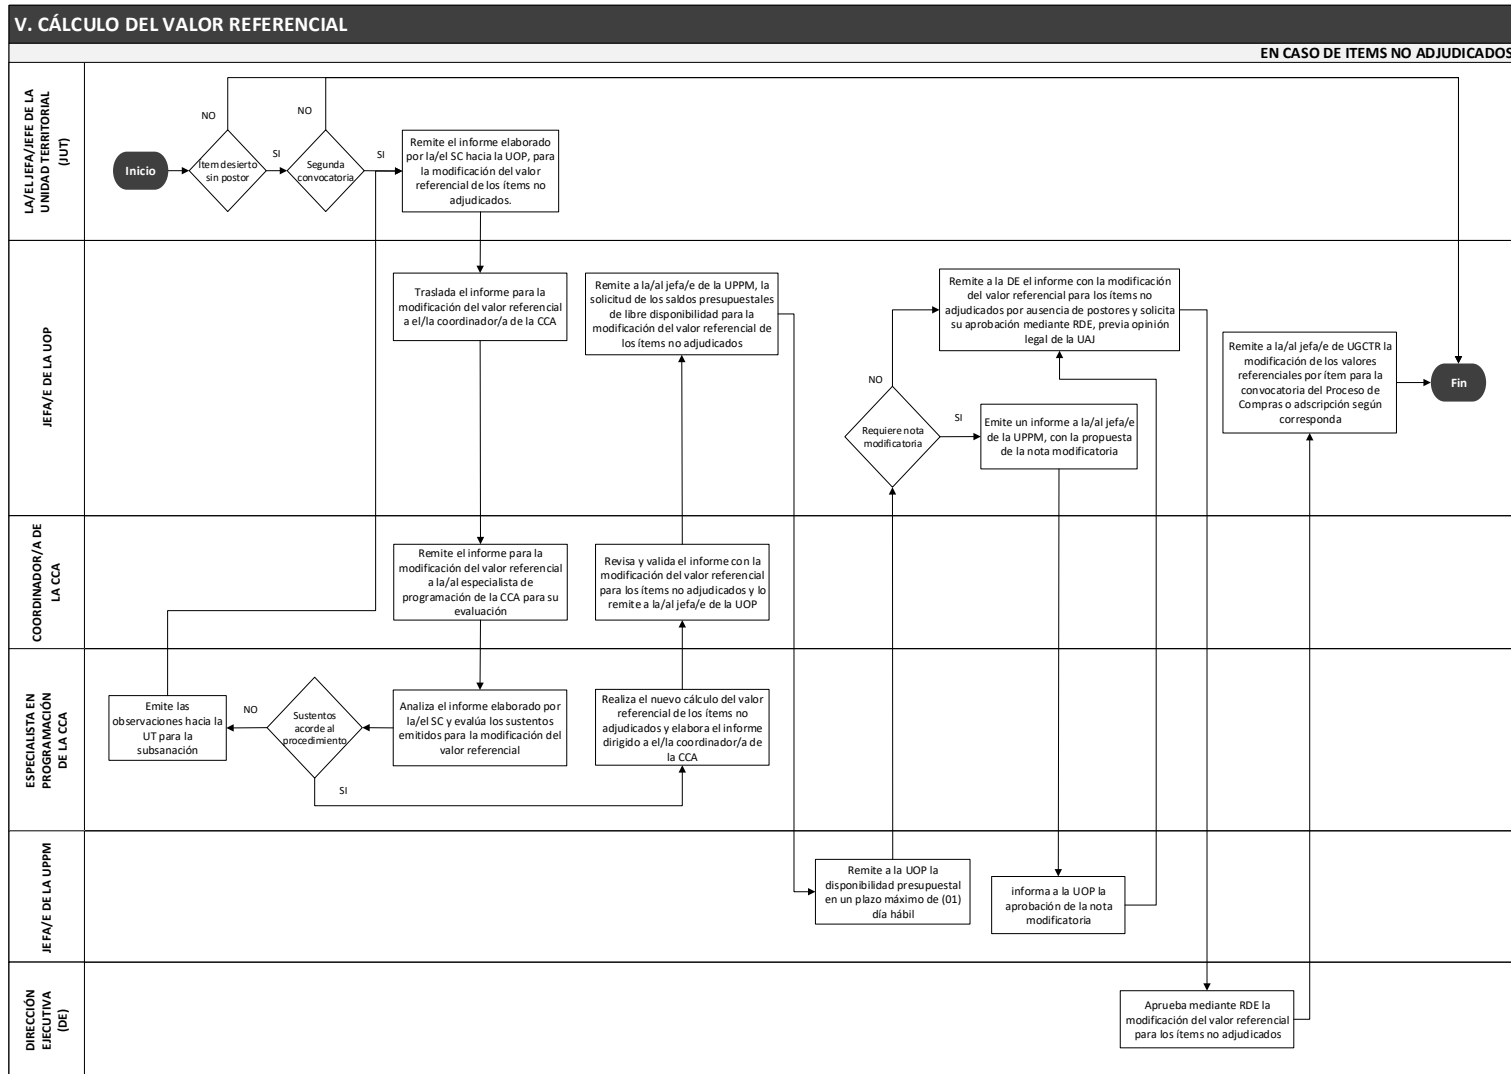 V. CÁLCULO DEL VALOR REFERENCIAL
EN CASO DE ITEMS NO ADJUDICADOS
LA/EL JEFA/JEFE DE LA
UNIDAD TERRITORIAL
(JUT)
Inicio
NO
Ítem desierto
sin postor
SI
NO
Segunda
convocatoria
SI
Remite el informe elaborado
por la/el SC hacia la UOP, para
la modificación del valor
referencial de los ítems no
adjudicados.
JEFA/E DE LA UOP
Traslada el informe para la
modificación del valor referencial
a el/la coordinador/a de la CCA
Remite a la/al jefa/e de la UPPM, la
solicitud de los saldos presupuestales
de libre disponibilidad para la
modificación del valor referencial de
los ítems no adjudicados
Remite a la DE el informe con la modificación
del valor referencial para los ítems no
adjudicados por ausencia de postores y solicita
su aprobación mediante RDE, previa opinión
legal de la UAJ
NO
Requiere nota
modificatoria
SI
Emite un informe a la/al jefa/e
de la UPPM, con la propuesta
de la nota modificatoria
Remite a la/al jefa/e de UGCTR la
modificación de los valores
referenciales por ítem para la
convocatoria del Proceso de
Compras o adscripción según
corresponda
Fin
COORDINADOR/A DE
LA CCA
Remite el informe para la
modificación del valor referencial
a la/al especialista de
programación de la CCA para su
evaluación
Revisa y valida el informe con la
modificación del valor referencial
para los ítems no adjudicados y lo
remite a la/al jefa/e de la UOP
ESPECIALISTA EN
PROGRAMACIÓN
DE LA CCA
Emite las
observaciones hacia la
UT para la
subsanación
NO
Sustentos
acorde al
procedimiento
SI
Analiza el informe elaborado por
la/el SC y evalúa los sustentos
emitidos para la modificación del
valor referencial
Realiza el nuevo cálculo del valor
referencial de los ítems no
adjudicados y elabora el informe
dirigido a el/la coordinador/a de
la CCA
JEFA/E DE LA UPPM
Remite a la UOP la
disponibilidad presupuestal
en un plazo máximo de (01)
día hábil
informa a la UOP la
aprobación de la nota
modificatoria
DIRECCIÓN
EJECUTIVA
(DE)
Aprueba mediante RDE la
modificación del valor referencial
para los ítems no adjudicados